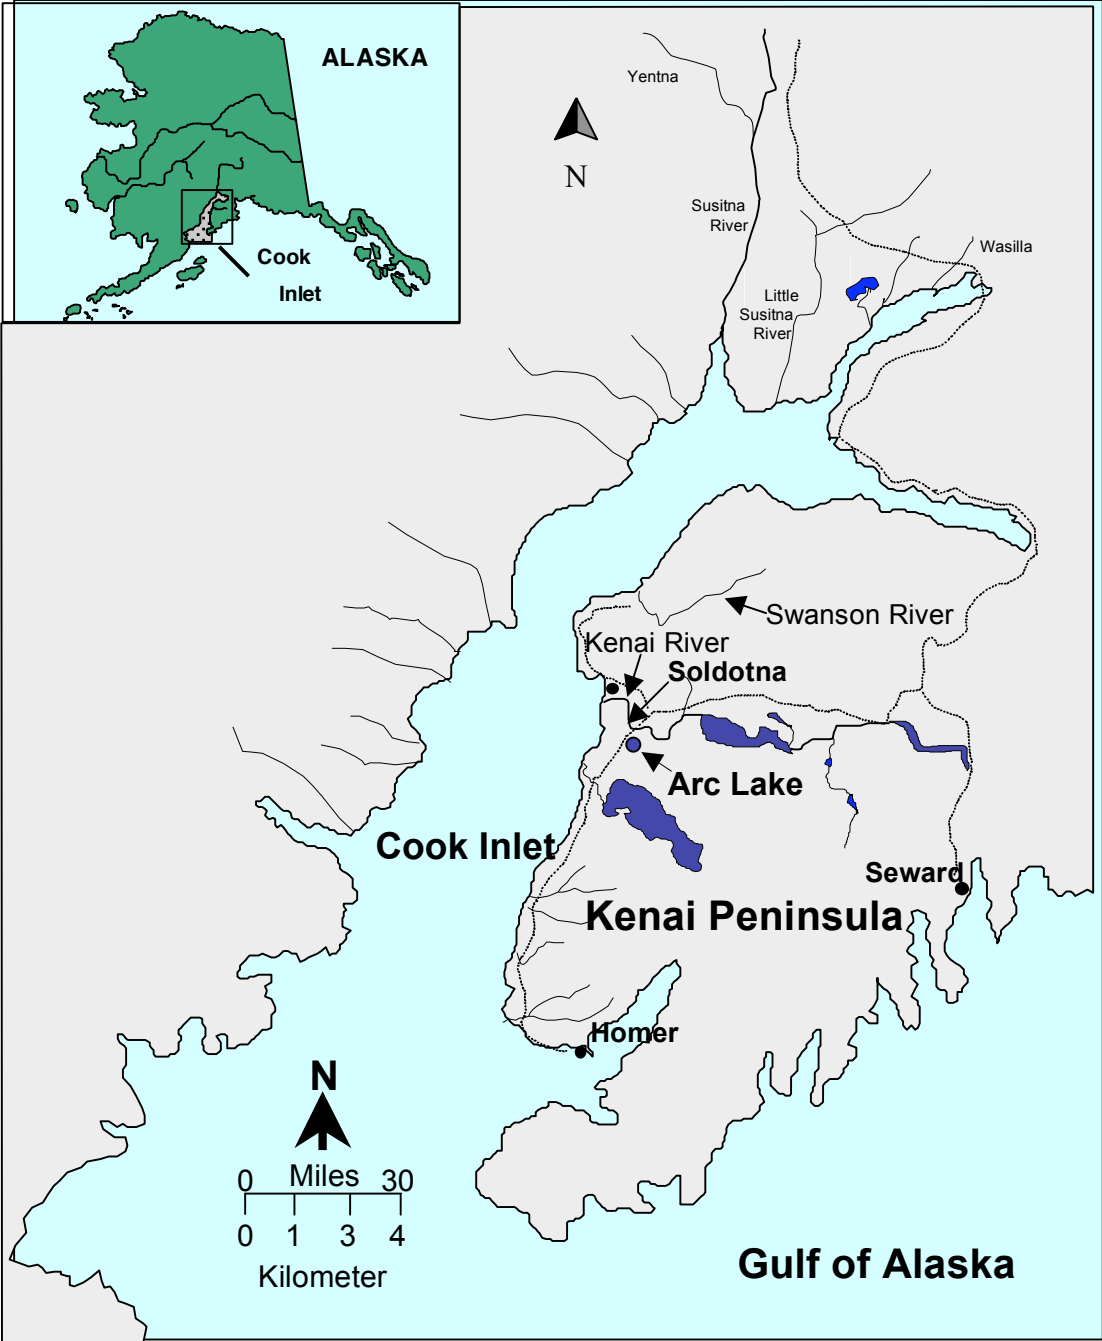 ALASKA
Cook
Inlet
Yentna
N
Susitna
River
Wasilla
Little
Susitna
River
Swanson River
Kenai River
Soldotna
Arc Lake
Cook Inlet
Seward
Kenai Peninsula
Homer
N
0 Miles 30
0 1 3 4
Kilometer
Gulf of Alaska